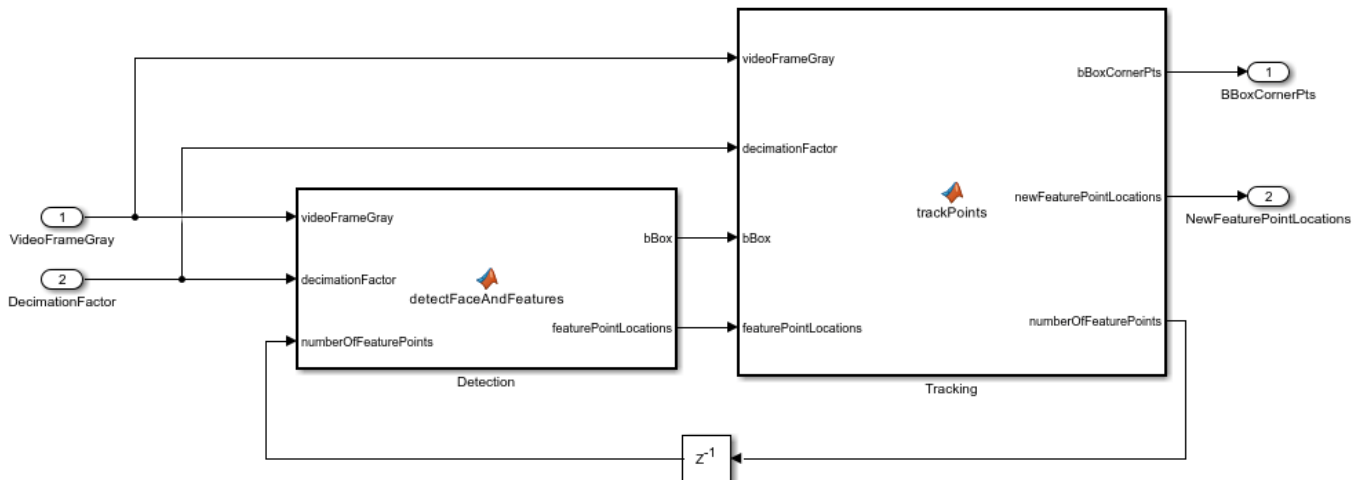 1
VideoFrameGray
2
DecimationFactor
videoFrameGray
decimationFactor
numberOfFeaturePoints
detectFaceAndFeatures
bBox
featurePointLocations
Detection
videoFrameGray
decimationFactor
bBox
featurePointLocations
trackPoints
bBoxCornerPts
newFeaturePointLocations
numberOfFeaturePoints
Tracking
1
BBoxCornerPts
2
NewFeaturePointLocations
z-1